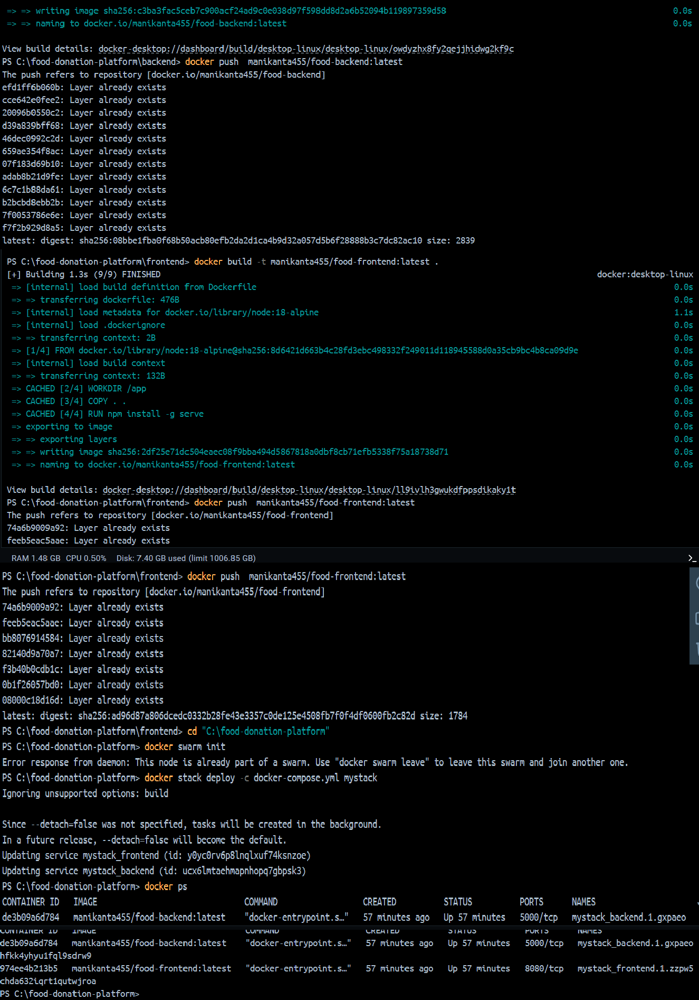 => => writing image sha256:c3ba3fac5ceb7c900acf24ad9c0e038d97f598dd8d2a6b52094b119897359d58 0.0s
=> => naming to docker.io/manikanta455/food-backend:latest 0.0s
View build details: docker-desktop://dashboard/build/desktop-linux/desktop-linux/owdyzhx8fy2qejjhidwg2kf9c
PS C:\food-donation-platform\backend> docker push  manikanta455/food-backend:latest
The push refers to repository [docker.io/manikanta455/food-backend]
efd1ff6b060b: Layer already exists
cce642e0fee2: Layer already exists
20096b0550c2: Layer already exists
d39a839bff68: Layer already exists
46dec0992c2d: Layer already exists
659ae354f8ac: Layer already exists
07f183d69b10: Layer already exists
adab8b21d9fe: Layer already exists
6c7c1b88da61: Layer already exists
b2bcbd8ebb2b: Layer already exists
7f0053786e6e: Layer already exists
f7f2b929d8a5: Layer already exists
latest: digest: sha256:08bbe1fba0f68b50acb80efb2da2d1ca4b9d32a057d5b6f28888b3c7dc82ac10 size: 2839
PS C:\food-donation-platform\frontend> docker build -t manikanta455/food-frontend:latest .
[+] Building 1.3s (9/9) FINISHED docker:desktop-linux
=> [internal] load build definition from Dockerfile 0.0s
=> => transferring dockerfile: 476B 0.0s
=> [internal] load metadata for docker.io/library/node:18-alpine 1.1s
=> [internal] load .dockerignore 0.0s
=> => transferring context: 2B 0.0s
=> [1/4] FROM docker.io/library/node:18-alpine@sha256:8d6421d663b4c28fd3ebc498332f249011d118945588d0a35cb9bc4b8ca09d9e 0.0s
=> [internal] load build context 0.0s
=> => transferring context: 132B 0.0s
=> CACHED [2/4] WORKDIR /app 0.0s
=> CACHED [3/4] COPY . . 0.0s
=> CACHED [4/4] RUN npm install -g serve 0.0s
=> exporting to image 0.0s
=> => exporting layers 0.0s
=> => writing image sha256:2df25e71dc504eaec08f9bba494d5867818a0dbf8cb71efb5338f75a18738d71 0.0s
=> => naming to docker.io/manikanta455/food-frontend:latest 0.0s
View build details: docker-desktop://dashboard/build/desktop-linux/desktop-linux/ll9ivlh3gwukdfppsdikaky1t
PS C:\food-donation-platform\frontend> docker push  manikanta455/food-frontend:latest
The push refers to repository [docker.io/manikanta455/food-frontend]
74a6b9009a92: Layer already exists
feeb5eac5aae: Layer already exists
RAM 1.48 GB CPU 0.50% Disk: 7.40 GB used (limit 1006.85 GB) >_
PS C:\food-donation-platform\frontend> docker push  manikanta455/food-frontend:latest
The push refers to repository [docker.io/manikanta455/food-frontend]
74a6b9009a92: Layer already exists
feeb5eac5aae: Layer already exists
bb8076914584: Layer already exists
82140d9a70a7: Layer already exists
f3b40b0cdb1c: Layer already exists
0b1f26057bd0: Layer already exists
08000c18d16d: Layer already exists
latest: digest: sha256:ad96d87a806dcedc0332b28fe43e3357c0de125e4508fb7f0f4df0600fb2c82d size: 1784
PS C:\food-donation-platform\frontend> cd "C:\food-donation-platform"
PS C:\food-donation-platform> docker swarm init
Error response from daemon: This node is already part of a swarm. Use "docker swarm leave" to leave this swarm and join another one.
PS C:\food-donation-platform> docker stack deploy -c docker-compose.yml mystack
Ignoring unsupported options: build
Since --detach=false was not specified, tasks will be created in the background.
In a future release, --detach=false will become the default.
Updating service mystack_frontend (id: y0yc0rv6p8lnqlxuf74ksnzoe)
Updating service mystack_backend (id: ucx6lmtaehmapnhopq7gbpsk3)
PS C:\food-donation-platform> docker ps
CONTAINER ID IMAGE COMMAND CREATED STATUS PORTS NAMES
de3b09a6d784 manikanta455/food-backend:latest "docker-entrypoint.s…" 57 minutes ago Up 57 minutes 5000/tcp mystack_backend.1.gxpaeo
CONTAINER ID IMAGE COMMAND CREATED STATUS PORTS NAMES
de3b09a6d784 manikanta455/food-backend:latest "docker-entrypoint.s…" 57 minutes ago Up 57 minutes 5000/tcp mystack_backend.1.gxpaeo
hfkk4yhyu1fql9sdrw9
974ee4b213b5 manikanta455/food-frontend:latest "docker-entrypoint.s…" 57 minutes ago Up 57 minutes 8080/tcp mystack_frontend.1.zzpw5
chda632iqrt1qutwjroa
PS C:\food-donation-platform>